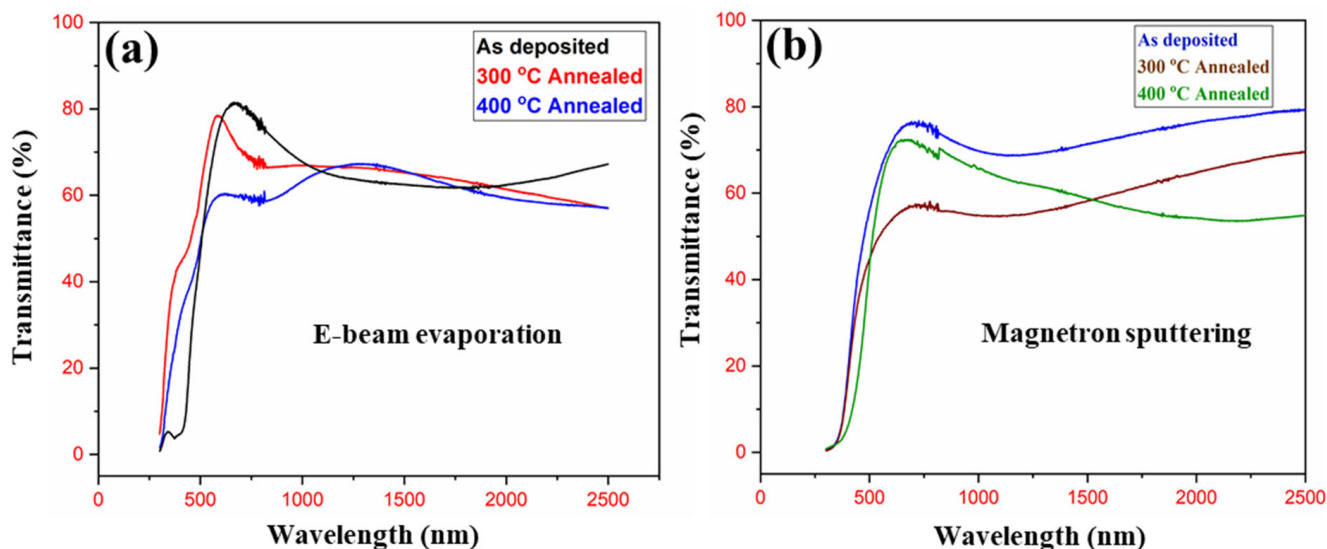 (a)
As deposited
300 °C Annealed
400 °C Annealed
100
80
60
40
20
0
Transmittance (%)
E-beam evaporation
0 500 1000 1500 2000 2500
Wavelength (nm)
(b)
As deposited
300 °C Annealed
400 °C Annealed
100
80
60
40
20
0
Transmittance (%)
Magnetron sputtering
0 500 1000 1500 2000 2500
Wavelength (nm)